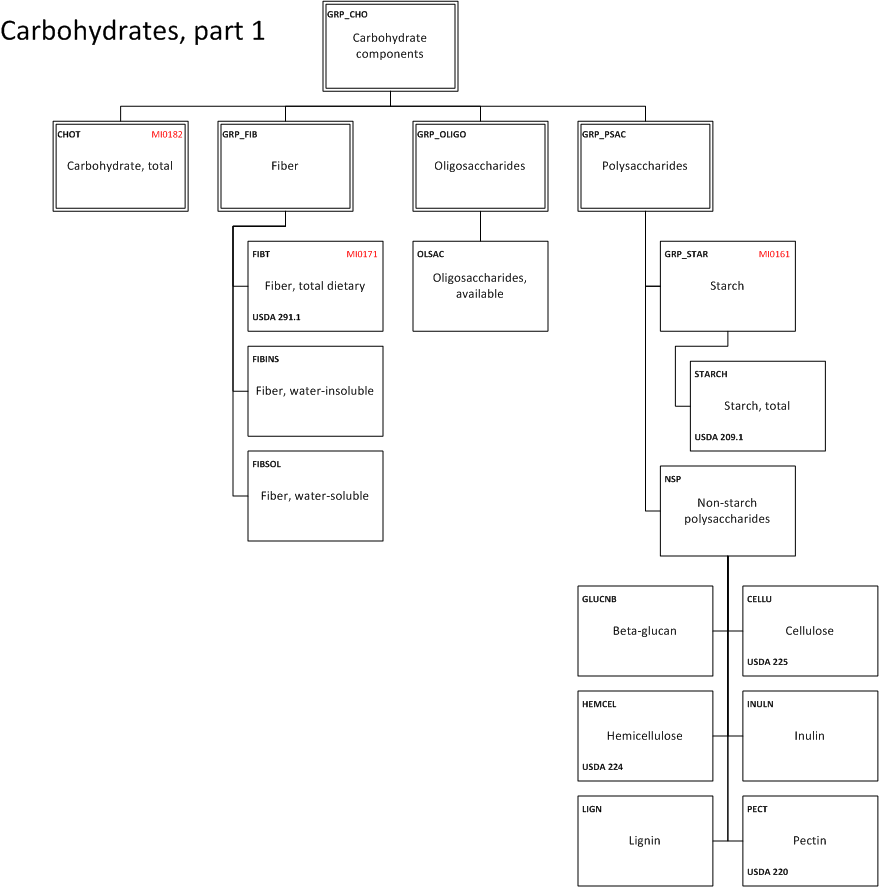 Carbohydrates, part 1
GRP_CHO
Carbohydrate
components
CHOT MI0182
Carbohydrate, total
GRP_FIB
Fiber
GRP_OLIGO
Oligosaccharides
GRP_PSAC
Polysaccharides
FIBT MI0171
Fiber, total dietary
USDA 291.1
FIBINS
Fiber, water-insoluble
FIBSOL
Fiber, water-soluble
OLSAC
Oligosaccharides,
available
GRP_STAR MI0161
Starch
STARCH
Starch, total
USDA 209.1
NSP
Non-starch
polysaccharides
GLUCNB
Beta-glucan
CELLU
Cellulose
USDA 225
HEMCEL
Hemicellulose
USDA 224
INULN
Inulin
LIGN
Lignin
PECT
Pectin
USDA 220